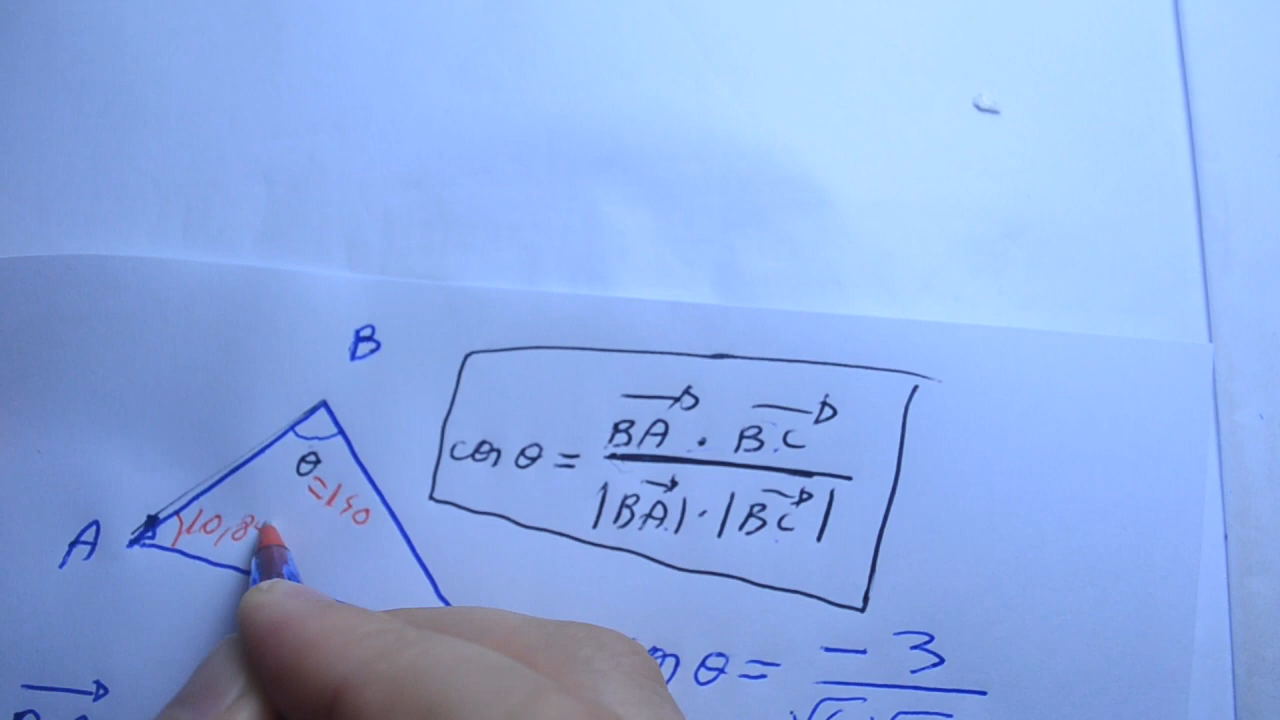 B
cos θ = BA · BC
|BA| · |BC|
θ
=150
A
10,8
θ = -3